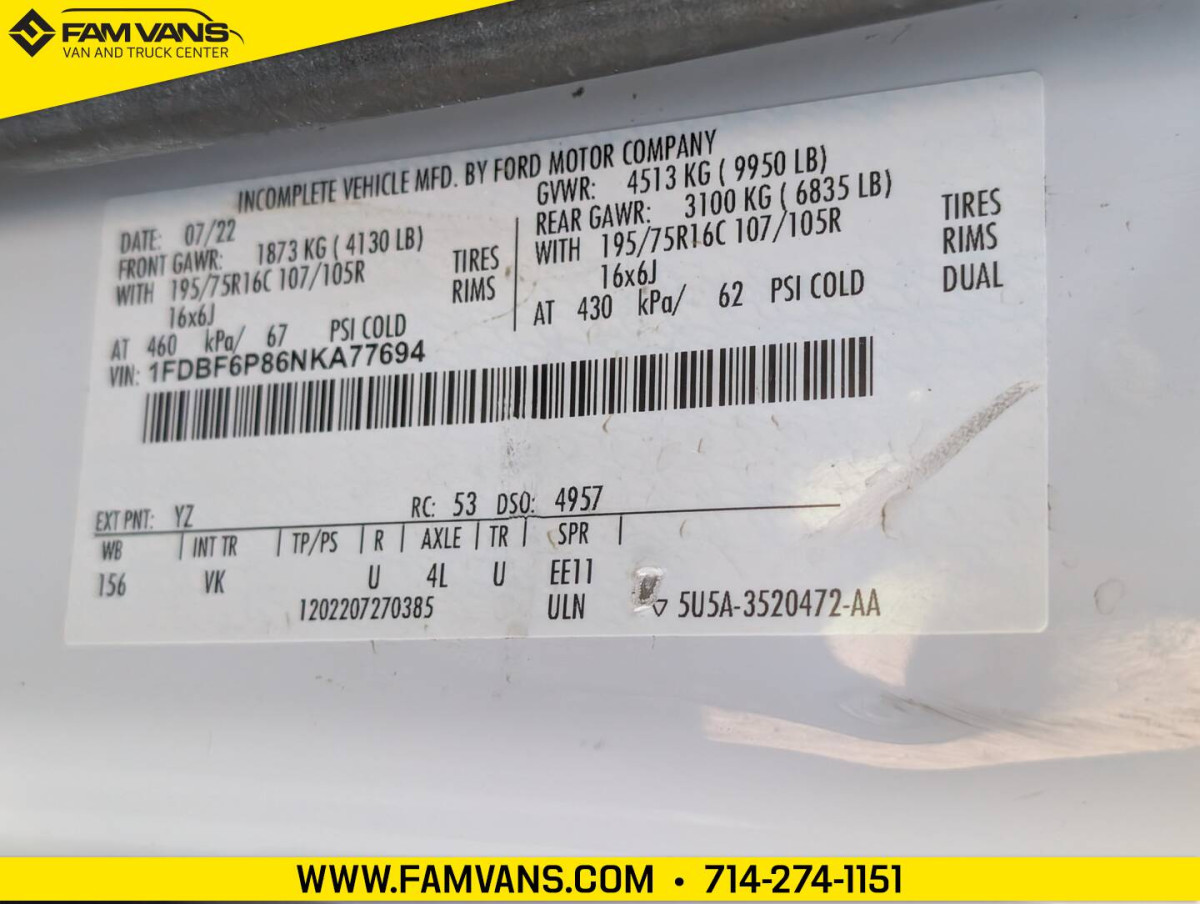 FAM VANS
VAN AND TRUCK CENTER
INCOMPLETE VEHICLE MFD. BY FORD MOTOR COMPANY
DATE: 07/22
FRONT GAWR: 1873 KG ( 4130 LB)
WITH 195/75R16C 107/105R TIRES
16x6J RIMS
AT 460 kPa/ 67 PSI COLD
GVWR: 4513 KG ( 9950 LB)
REAR GAWR: 3100 KG ( 6835 LB)
WITH 195/75R16C 107/105R TIRES
16x6J RIMS
AT 430 kPa/ 62 PSI COLD DUAL
VIN: 1FDBF6P86NKA77694
EXT PNT: YZ RC: 53 DSO: 4957
WB | INT TR | TP/PS | R | AXLE | TR | SPR |
156 VK U 4L U EE11
1202207270385 ULN ▽ 5U5A-3520472-AA
WWW.FAMVANS.COM • 714-274-1151